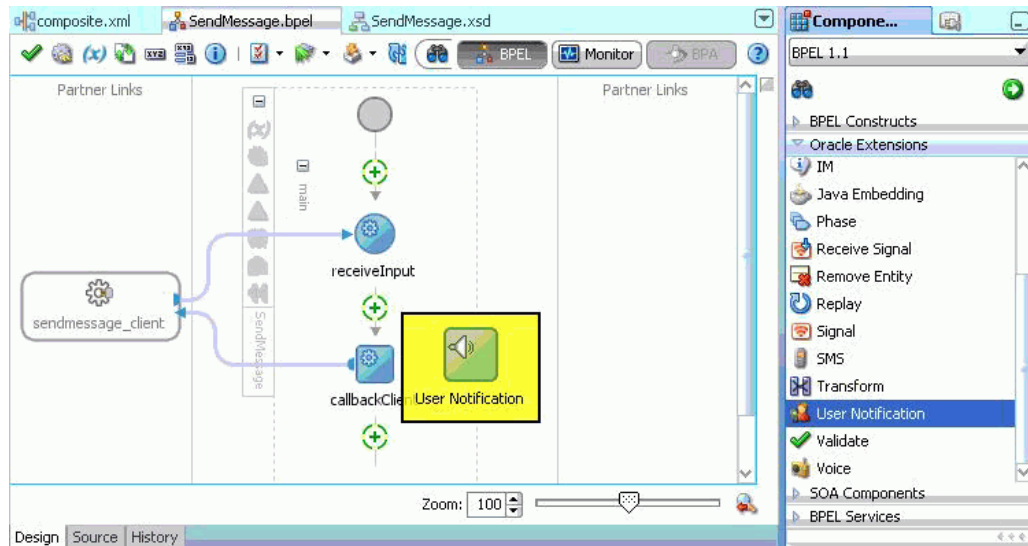 composite.xml SendMessage.bpel SendMessage.xsd
XYZ BPEL Monitor BPA
Partner Links Partner Links
main
receiveInput
sendmessage_client
SendMessage
callbackClien User Notification
Zoom: 100
Design Source History
Compone...
BPEL 1.1
BPEL Constructs
Oracle Extensions
IM
Java Embedding
Phase
Receive Signal
Remove Entity
Replay
Signal
SMS
Transform
User Notification
Validate
Voice
SOA Components
BPEL Services